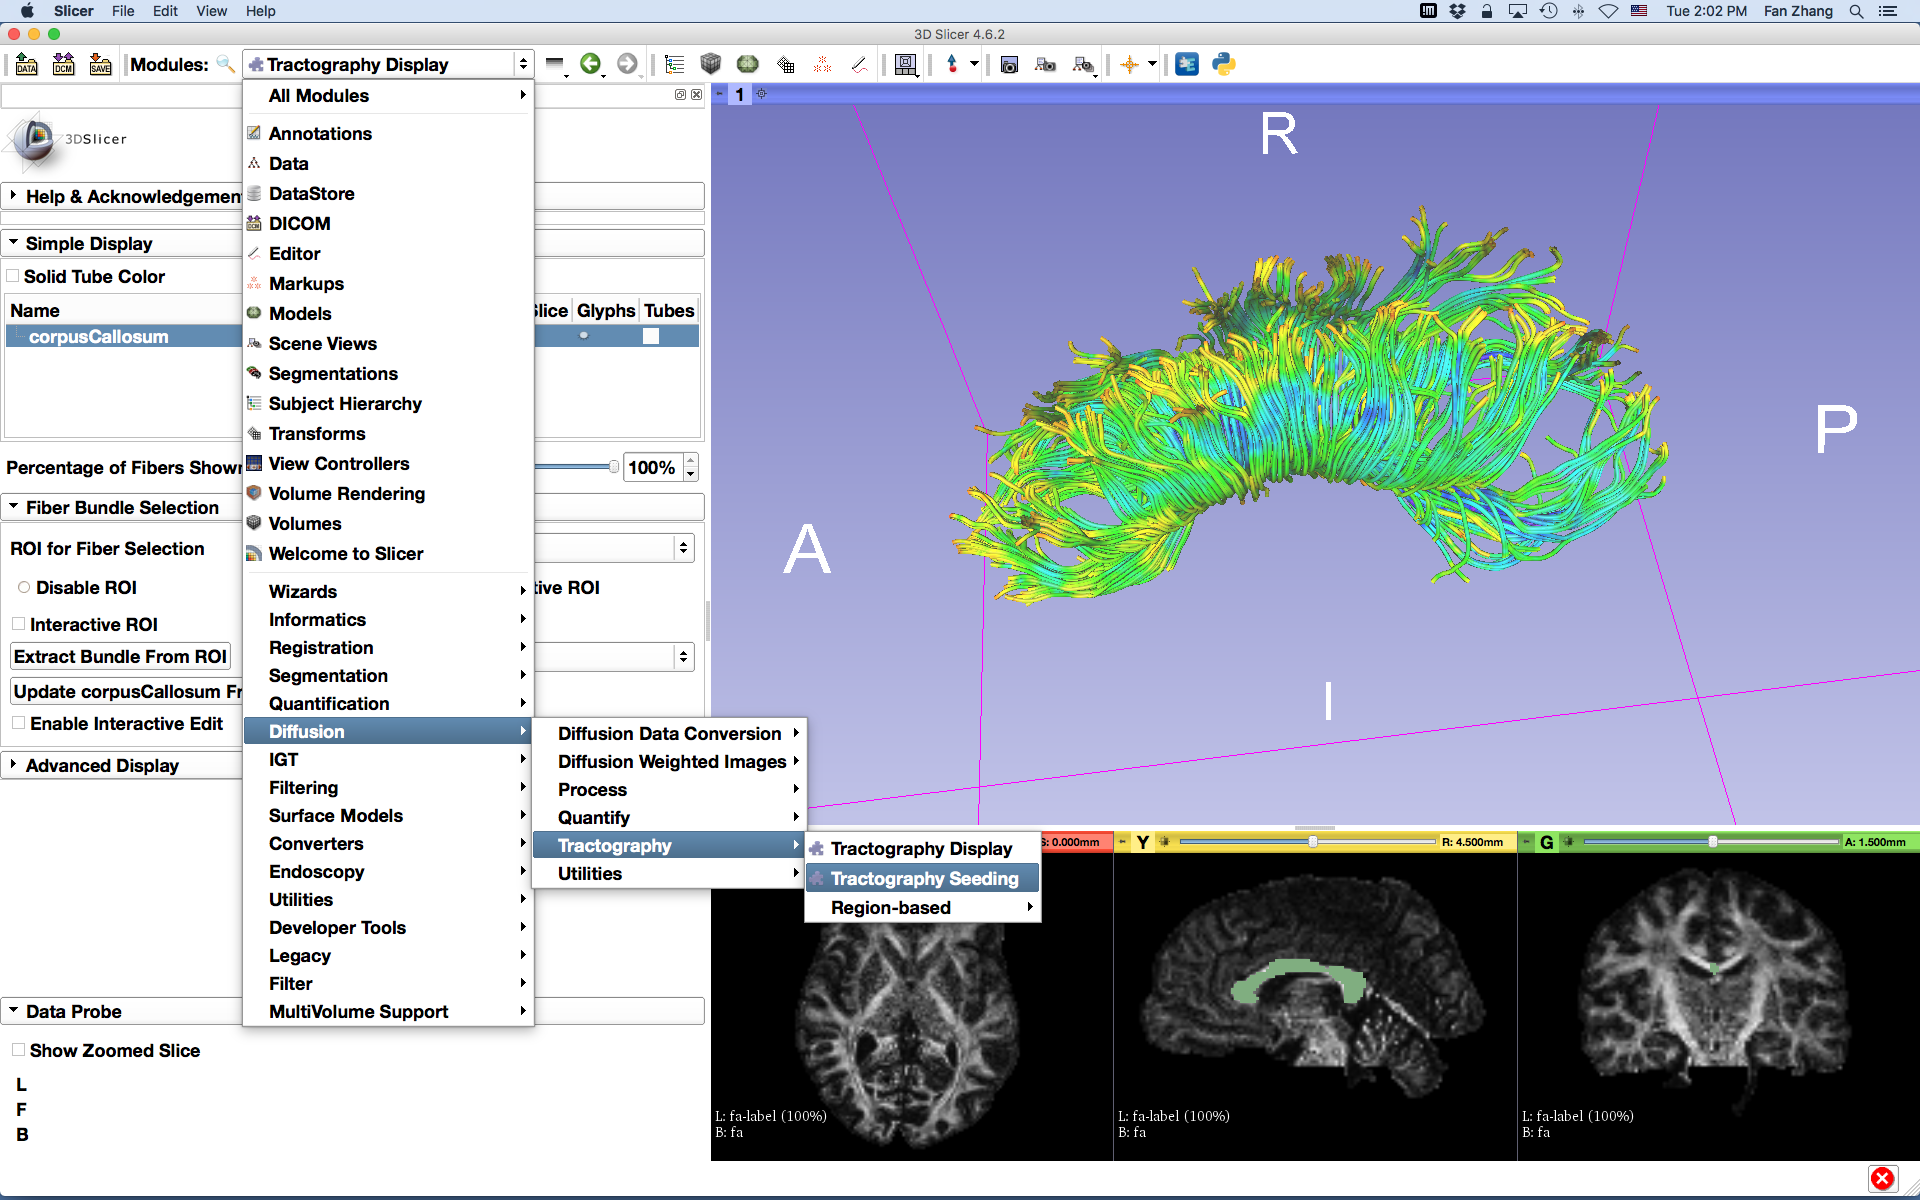 Slicer File Edit View Help
Tue 2:02 PM Fan Zhang
3D Slicer 4.6.2
DATA DCM SAVE Modules: Tractography Display
All Modules
Annotations
Data
DataStore
DICOM
Editor
Markups
Models
Scene Views
Segmentations
Subject Hierarchy
Transforms
View Controllers
Volume Rendering
Volumes
Welcome to Slicer
Wizards
Informatics
Registration
Segmentation
Quantification
Diffusion
IGT
Filtering
Surface Models
Converters
Endoscopy
Utilities
Developer Tools
Legacy
Filter
MultiVolume Support
Diffusion Data Conversion
Diffusion Weighted Images
Process
Quantify
Tractography
Utilities
Tractography Display
Tractography Seeding
Region-based
3DSlicer
Help & Acknowledgemen
Simple Display
Solid Tube Color
Name Slice Glyphs Tubes
corpusCallosum
Percentage of Fibers Shown 100%
Fiber Bundle Selection
ROI for Fiber Selection
Disable ROI tive ROI
Interactive ROI
Extract Bundle From ROI
Update corpusCallosum Fr
Enable Interactive Edit
Advanced Display
Data Probe
Show Zoomed Slice
L
F
B
1
R
A
P
I
S: 0.000mm
Y R: 4.500mm
G A: 1.500mm
L: fa-label (100%)
B: fa
L: fa-label (100%)
B: fa
L: fa-label (100%)
B: fa